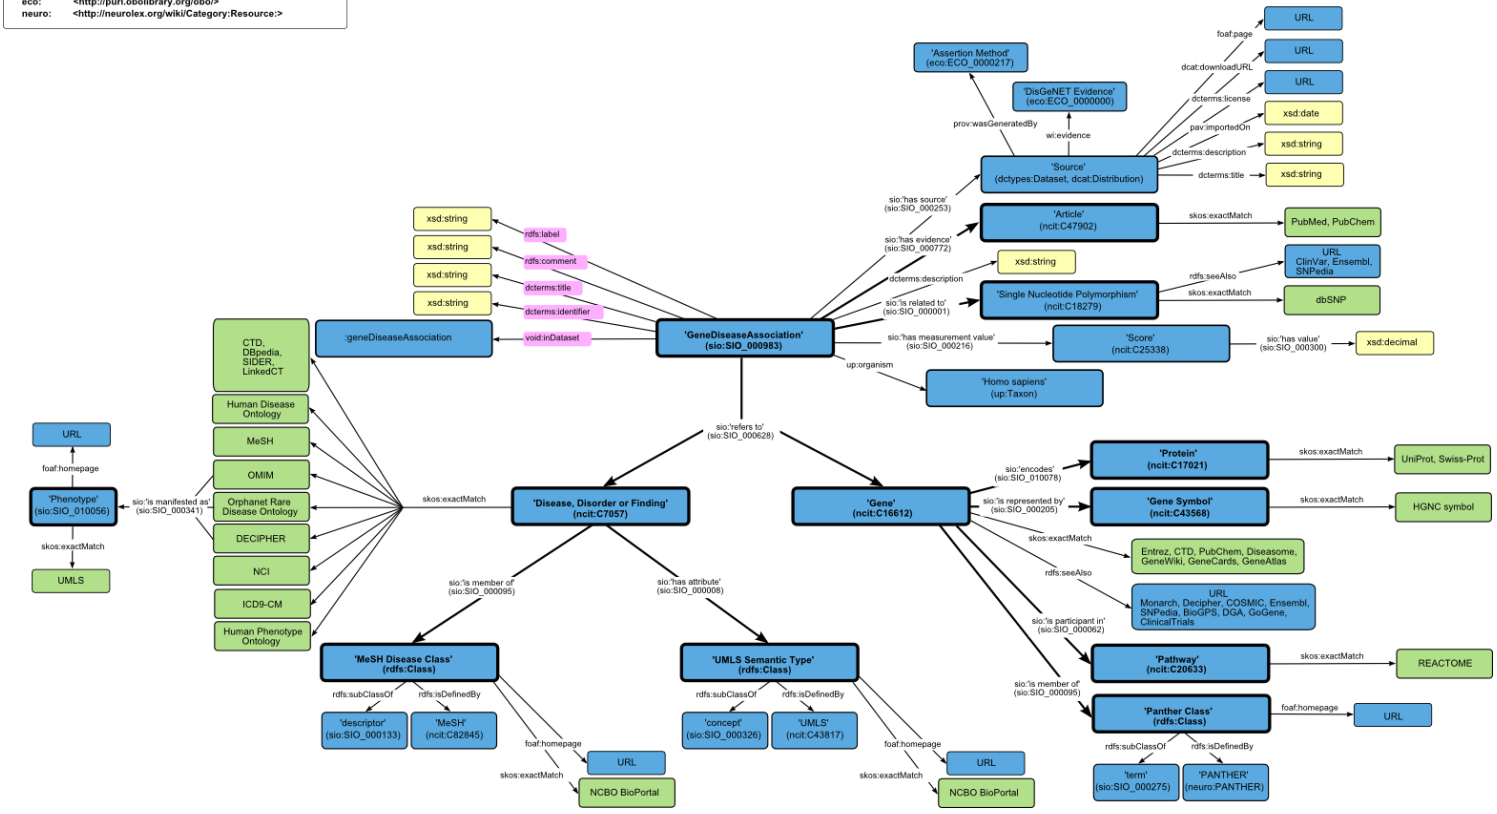 eco: <http://purl.obolibrary.org/obo/>
neuro: <http://neurolex.org/wiki/Category:Resource:>
URL
foaf:page
'Assertion Method'
(eco:ECO_0000217)
URL
dcat:downloadURL
URL
'DisGeNET Evidence'
(eco:ECO_0000000)
dcterms:license
xsd:date
prov:wasGeneratedBy
pav:importedOn
wi:evidence
xsd:string
dcterms:description
'Source'
(dctypes:Dataset, dcat:Distribution)
dcterms:title
xsd:string
sio:'has source'
(sio:SIO_000253)
xsd:string
rdfs:label
'Article'
(ncit:C47902)
skos:exactMatch
PubMed, PubChem
sio:'has evidence'
(sio:SIO_000772)
xsd:string
rdfs:comment
xsd:string
URL
ClinVar, Ensembl,
SNPedia
rdfs:seeAlso
xsd:string
dcterms:title
dcterms:description
'Single Nucleotide Polymorphism'
(ncit:C18279)
skos:exactMatch
dbSNP
xsd:string
dcterms:identifier
sio:'is related to'
(sio:SIO_000001)
:geneDiseaseAssociation
void:inDataset
'GeneDiseaseAssociation'
(sio:SIO_000983)
sio:'has measurement value'
(sio:SIO_000216)
'Score'
(ncit:C25338)
sio:'has value'
(sio:SIO_000300)
xsd:decimal
CTD,
DBpedia,
SIDER,
LinkedCT
up:organism
'Homo sapiens'
(up:Taxon)
Human Disease
Ontology
sio:'refers to'
(sio:SIO_000628)
URL
MeSH
foaf:homepage
OMIM
'Protein'
(ncit:C17021)
skos:exactMatch
UniProt, Swiss-Prot
sio:'encodes'
(sio:SIO_010078)
'Phenotype'
(sio:SIO_010056)
sio:'is manifested as'
(sio:SIO_000341)
Orphanet Rare
Disease Ontology
skos:exactMatch
'Disease, Disorder or Finding'
(ncit:C7057)
'Gene'
(ncit:C16612)
sio:'is represented by'
(sio:SIO_000205)
'Gene Symbol'
(ncit:C43568)
skos:exactMatch
HGNC symbol
skos:exactMatch
DECIPHER
skos:exactMatch
Entrez, CTD, PubChem, Diseasome,
GeneWiki, GeneCards, GeneAtlas
UMLS
NCI
rdfs:seeAlso
sio:'is member of'
(sio:SIO_000095)
sio:'has attribute'
(sio:SIO_000008)
URL
Monarch, Decipher, COSMIC, Ensembl,
SNPedia, BioGPS, DGA, GoGene,
ClinicalTrials
ICD9-CM
sio:'is participant in'
(sio:SIO_000062)
Human Phenotype
Ontology
'MeSH Disease Class'
(rdfs:Class)
'UMLS Semantic Type'
(rdfs:Class)
'Pathway'
(ncit:C20633)
skos:exactMatch
REACTOME
sio:'is member of'
(sio:SIO_000095)
rdfs:subClassOf
rdfs:isDefinedBy
rdfs:subClassOf
rdfs:isDefinedBy
'Panther Class'
(rdfs:Class)
foaf:homepage
URL
'descriptor'
(sio:SIO_000133)
'MeSH'
(ncit:C82845)
'concept'
(sio:SIO_000326)
'UMLS'
(ncit:C43817)
foaf:homepage
foaf:homepage
rdfs:subClassOf
rdfs:isDefinedBy
URL
URL
skos:exactMatch
skos:exactMatch
'term'
(sio:SIO_000275)
'PANTHER'
(neuro:PANTHER)
NCBO BioPortal
NCBO BioPortal